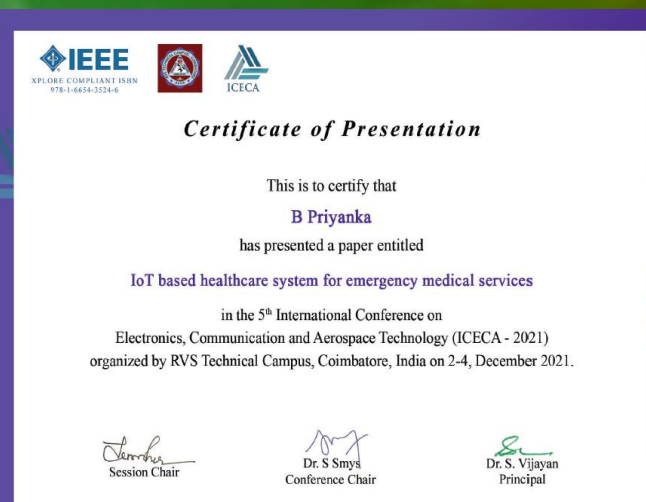 IEEE
XPLORE COMPLIANT ISBN
978-1-6654-3524-6
ICECA
Certificate of Presentation
This is to certify that
B Priyanka
has presented a paper entitled
IoT based healthcare system for emergency medical services
in the 5th International Conference on
Electronics, Communication and Aerospace Technology (ICECA - 2021)
organized by RVS Technical Campus, Coimbatore, India on 2-4, December 2021.
Session Chair
Dr. S Smys
Conference Chair
Dr. S. Vijayan
Principal